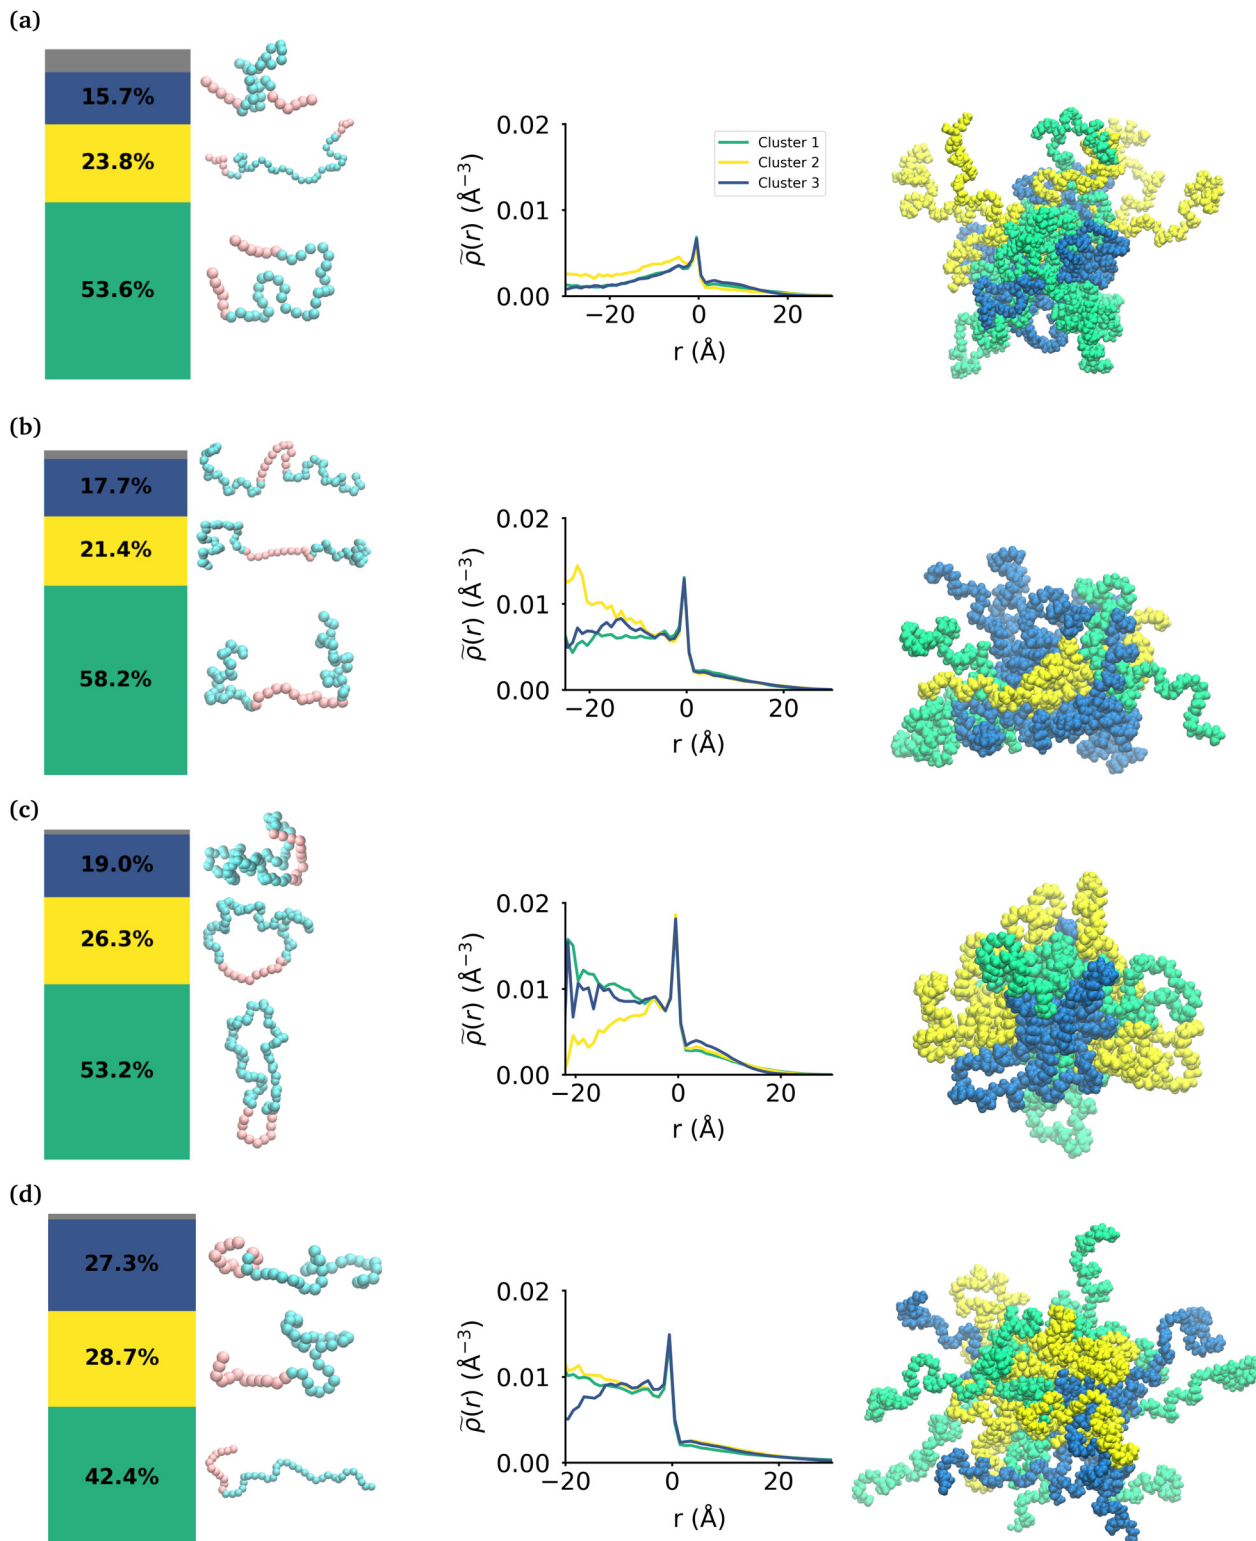 (a)
15.7%
23.8%
53.6%
0.02
0.01
0.00
ρ̃(r) (Å⁻³)
Cluster 1
Cluster 2
Cluster 3
−20 0 20
r (Å)
(b)
17.7%
21.4%
58.2%
0.02
0.01
0.00
ρ̃(r) (Å⁻³)
−20 0 20
r (Å)
(c)
19.0%
26.3%
53.2%
0.02
0.01
0.00
ρ̃(r) (Å⁻³)
−20 0 20
r (Å)
(d)
27.3%
28.7%
42.4%
0.02
0.01
0.00
ρ̃(r) (Å⁻³)
−20 0 20
r (Å)